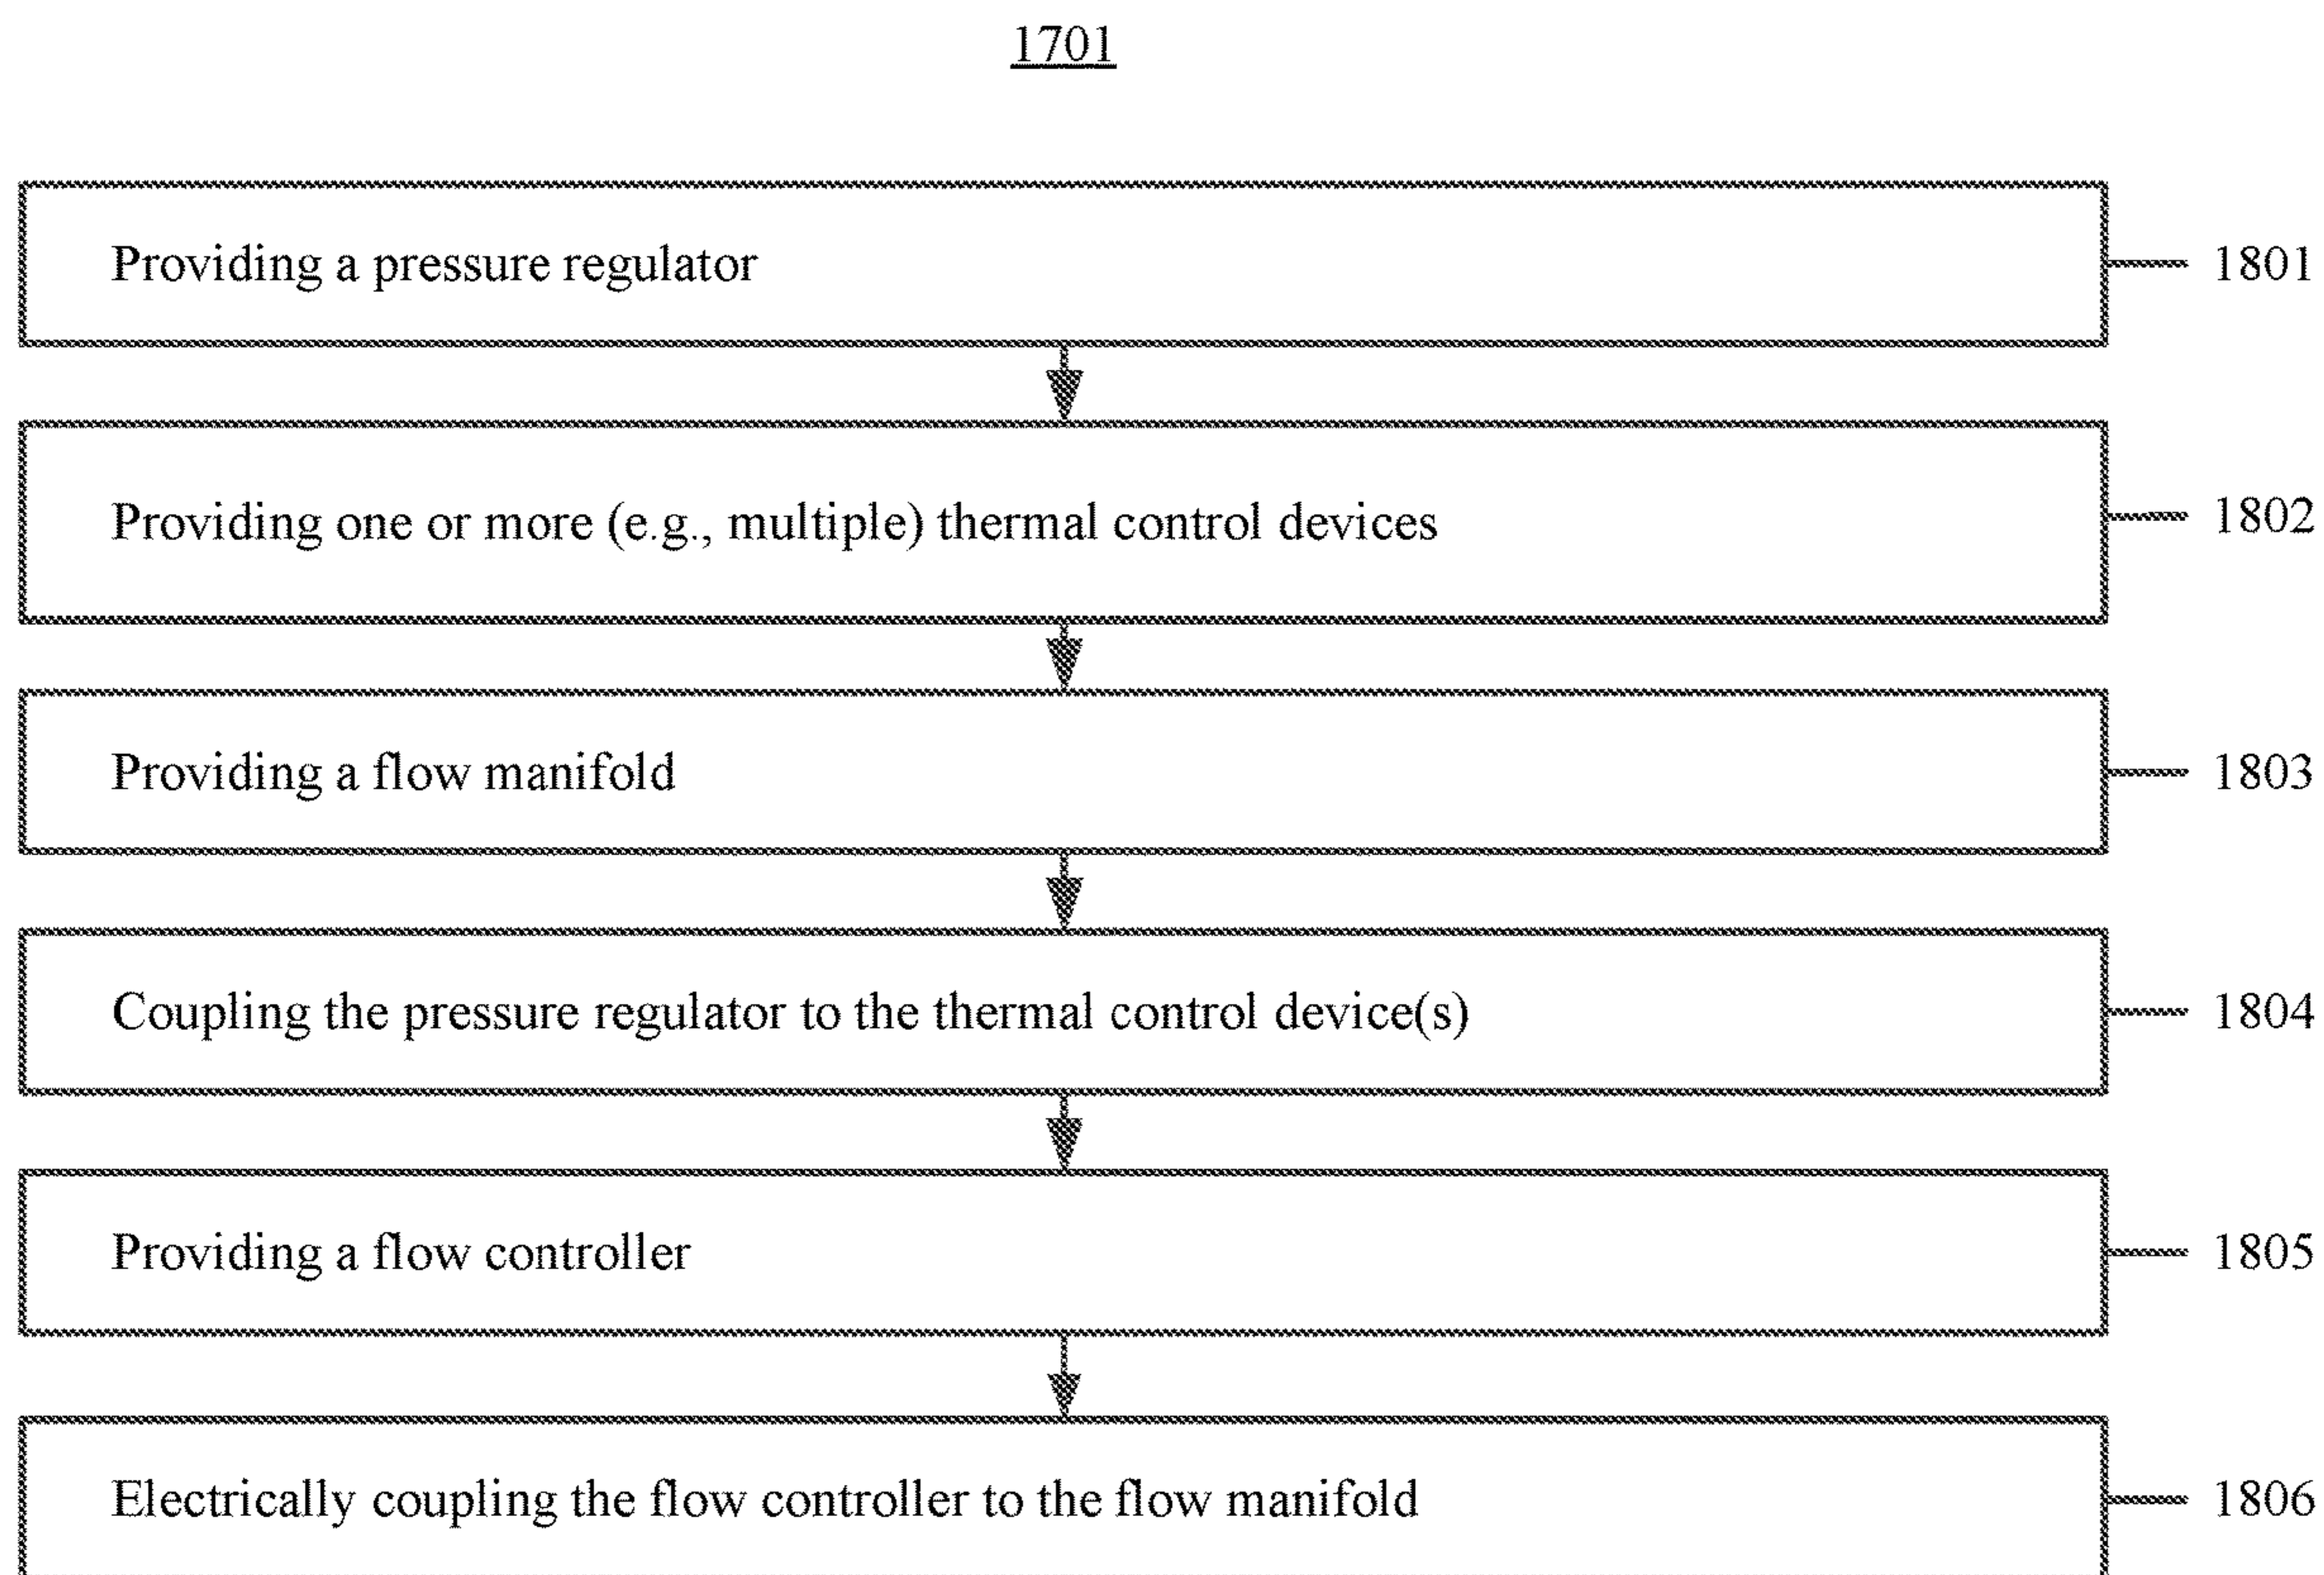 1701
Providing a pressure regulator
1801
Providing one or more (e.g., multiple) thermal control devices
1802
Providing a flow manifold
1803
Coupling the pressure regulator to the thermal control device(s)
1804
Providing a flow controller
1805
Electrically coupling the flow controller to the flow manifold
1806